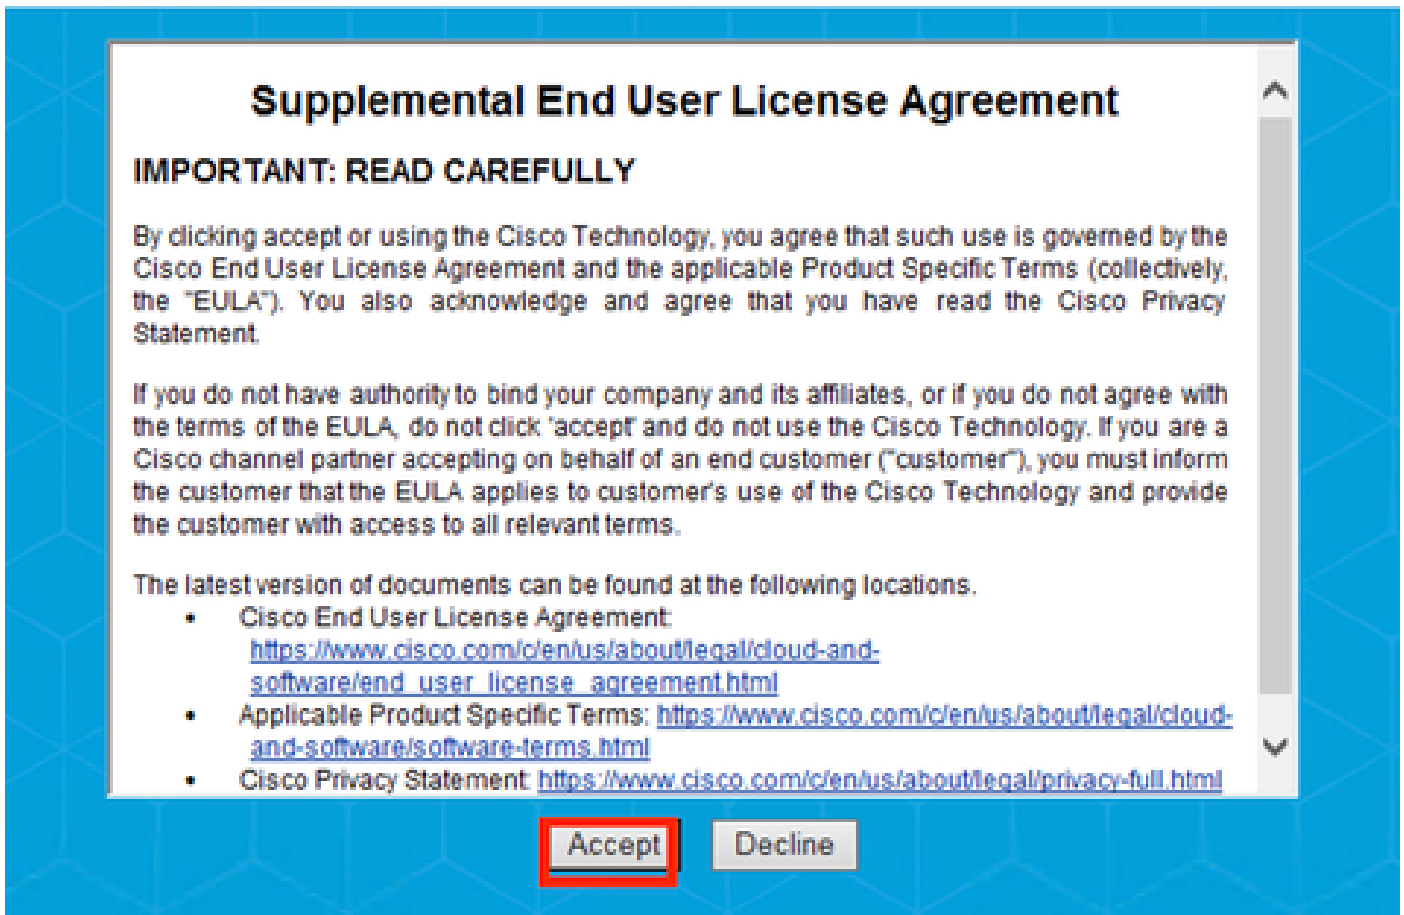 Supplemental End User License Agreement
IMPORTANT: READ CAREFULLY
By clicking accept or using the Cisco Technology, you agree that such use is governed by the
Cisco End User License Agreement and the applicable Product Specific Terms (collectively,
the "EULA"). You also acknowledge and agree that you have read the Cisco Privacy
Statement.
If you do not have authority to bind your company and its affiliates, or if you do not agree with
the terms of the EULA, do not click 'accept' and do not use the Cisco Technology. If you are a
Cisco channel partner accepting on behalf of an end customer ("customer"), you must inform
the customer that the EULA applies to customer's use of the Cisco Technology and provide
the customer with access to all relevant terms.
The latest version of documents can be found at the following locations.
• Cisco End User License Agreement:
https://www.cisco.com/c/en/us/about/legal/cloud-and-
software/end_user_license_agreement.html
• Applicable Product Specific Terms: https://www.cisco.com/c/en/us/about/legal/cloud-
and-software/software-terms.html
• Cisco Privacy Statement: https://www.cisco.com/c/en/us/about/legal/privacy-full.html
Accept Decline